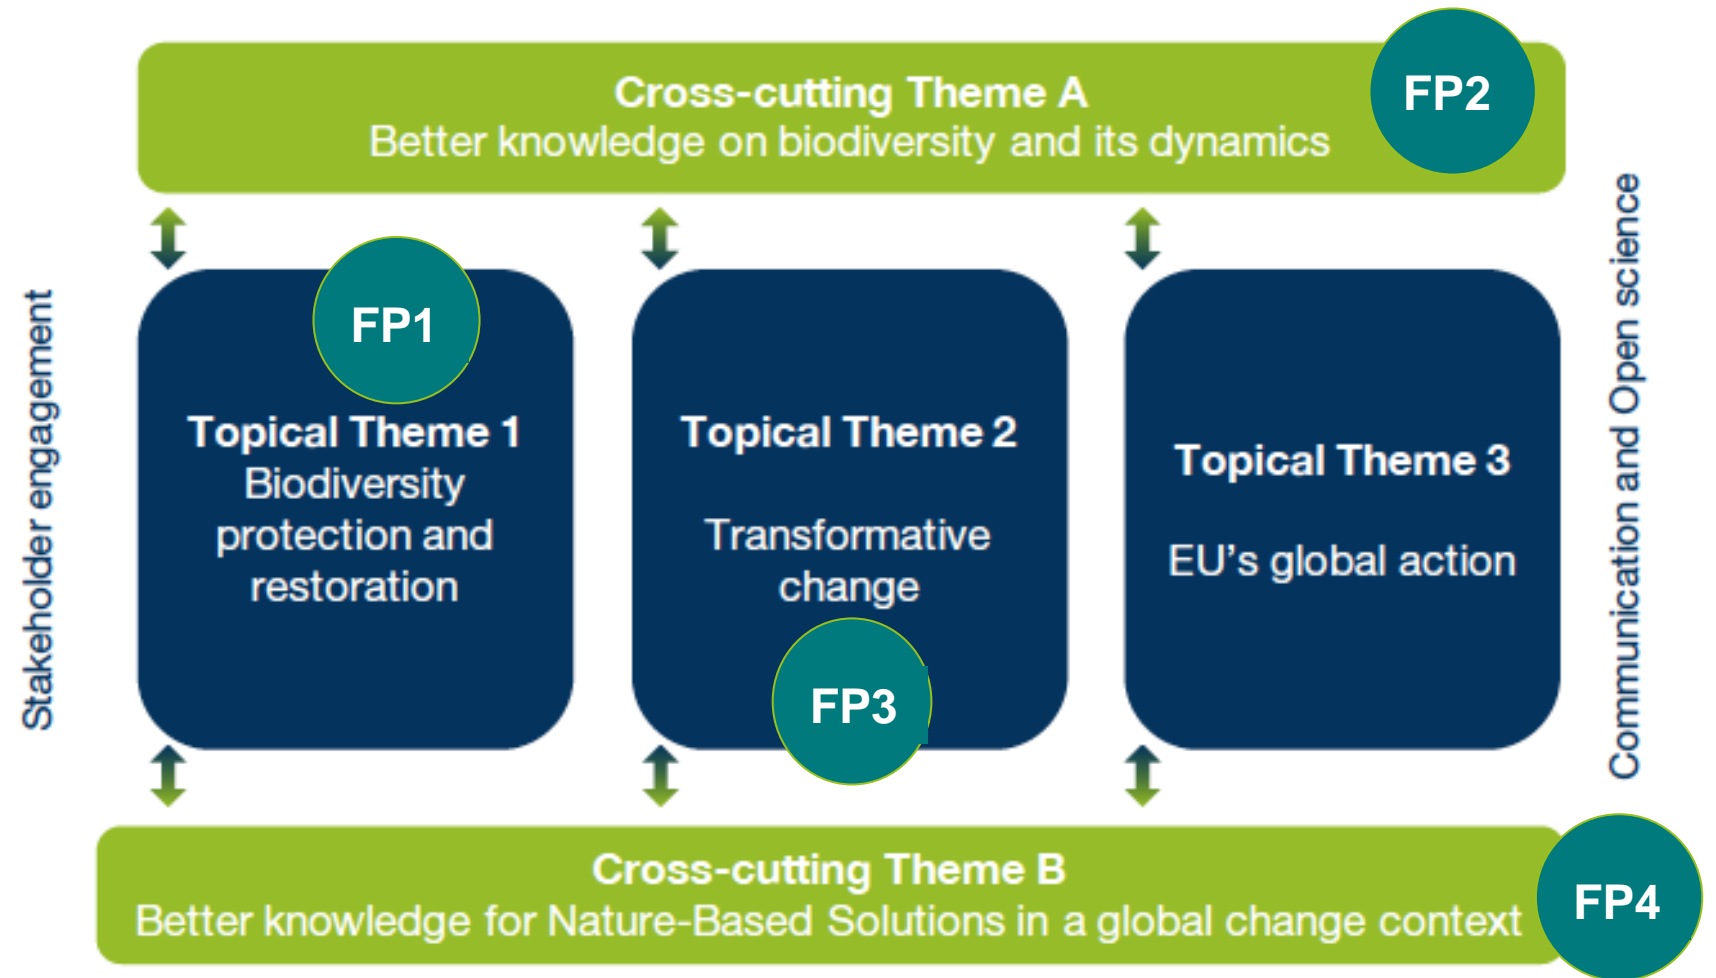 Cross-cutting Theme A
Better knowledge on biodiversity and its dynamics
FP2
Stakeholder engagement
FP1
Topical Theme 1
Biodiversity
protection and
restoration
Topical Theme 2
Transformative
change
FP3
Topical Theme 3
EU's global action
Communication and Open science
Cross-cutting Theme B
Better knowledge for Nature-Based Solutions in a global change context
FP4